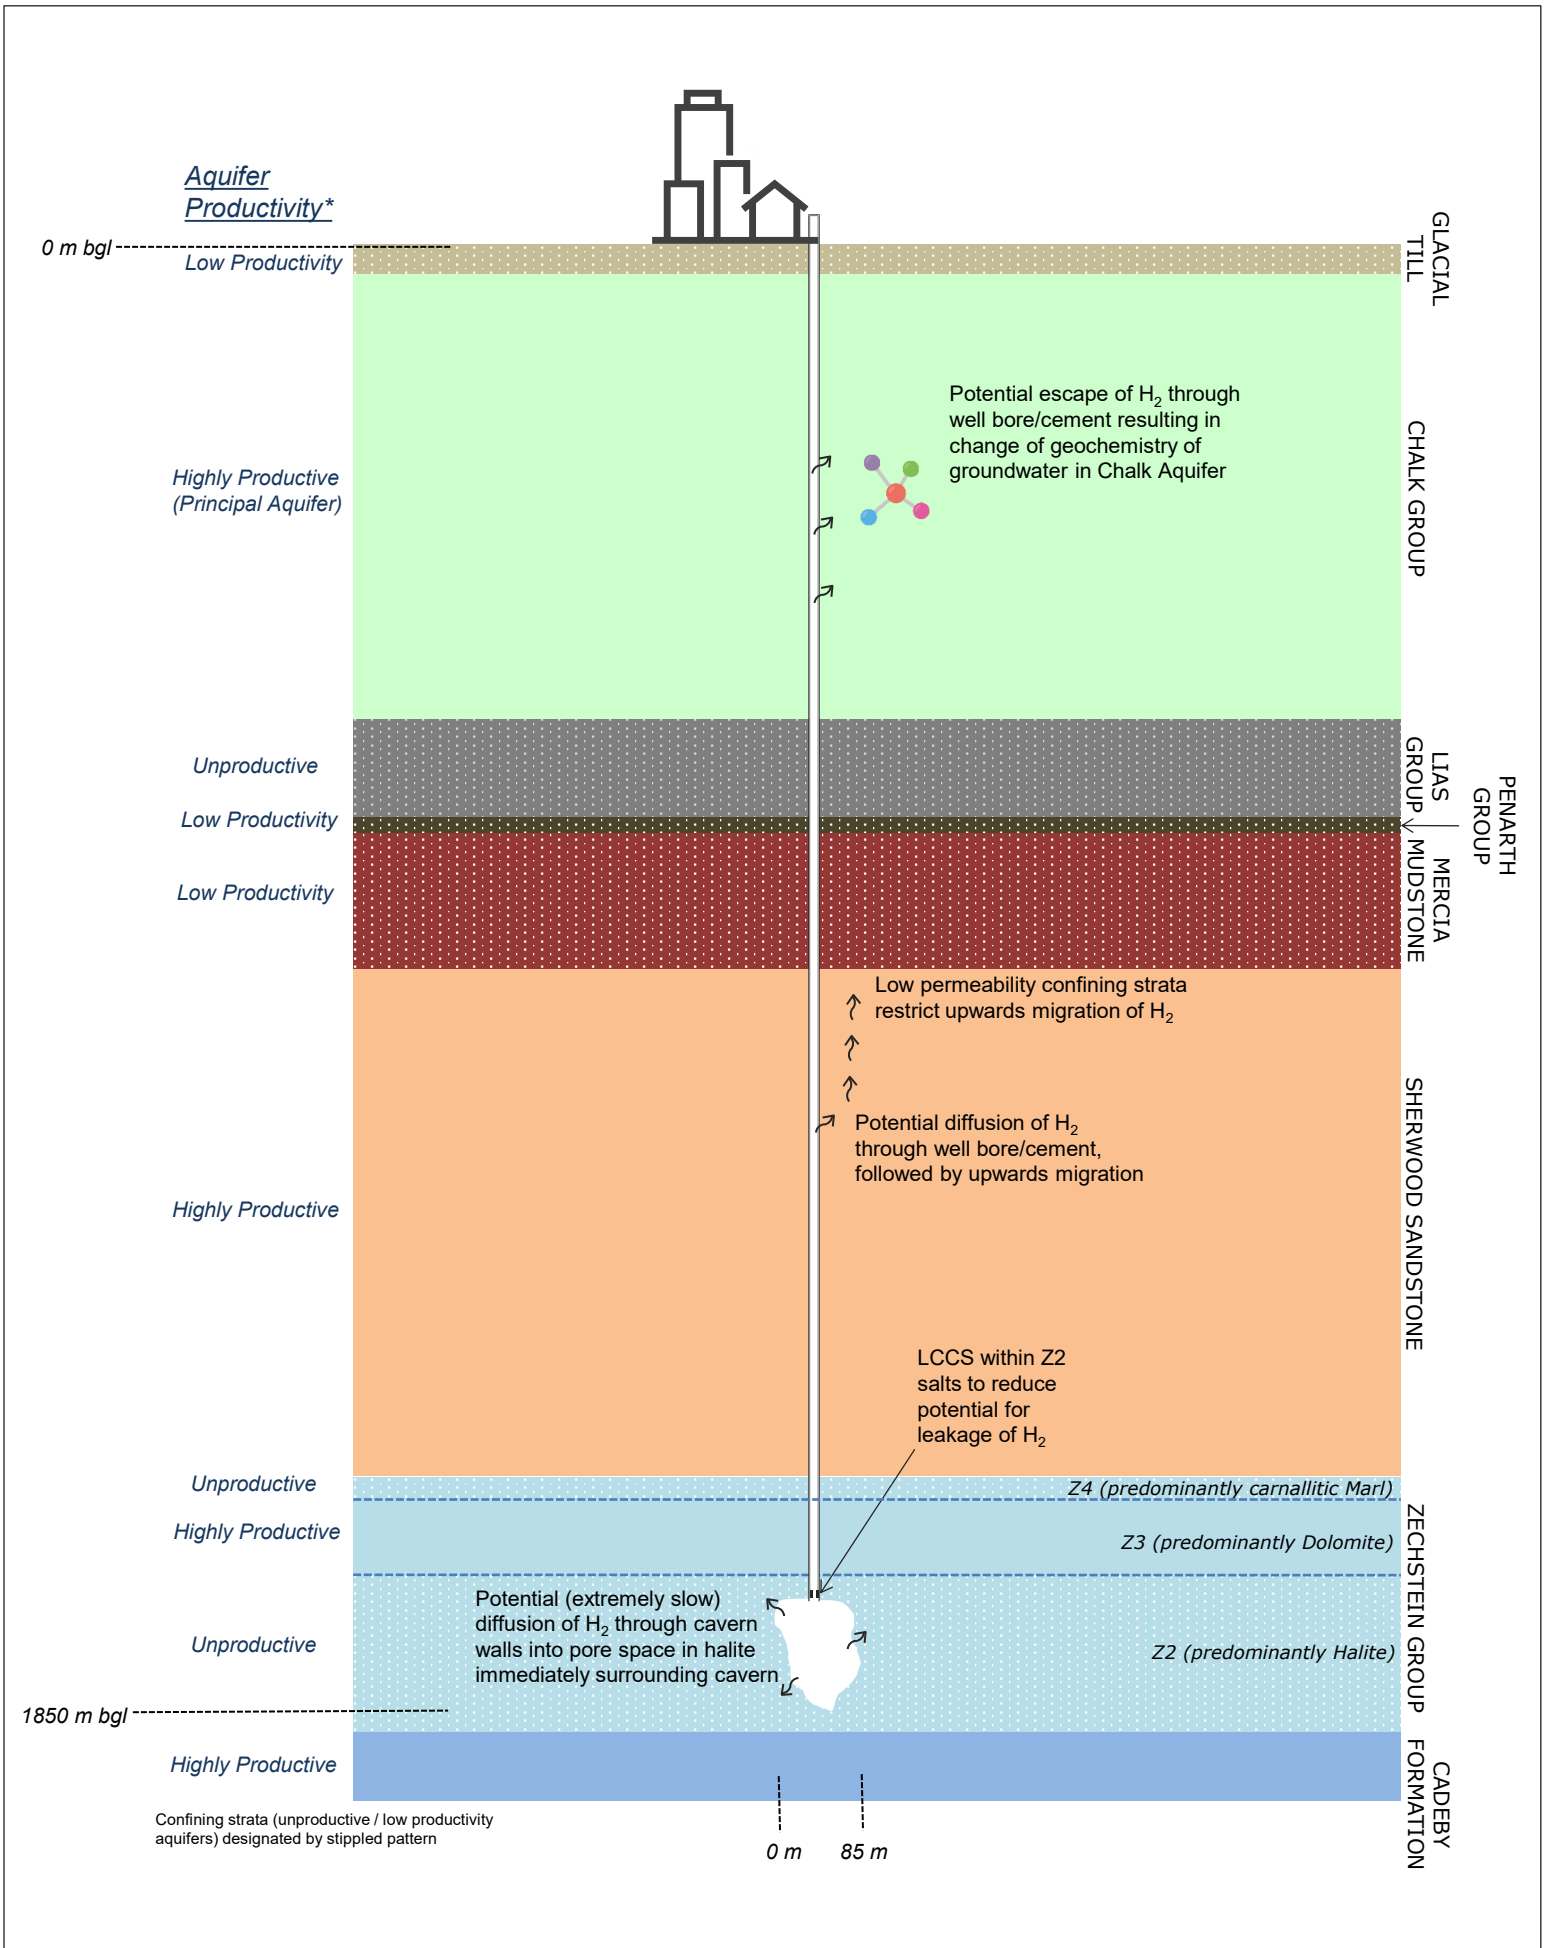 Aquifer
Productivity*
0 m bgl
Low Productivity
GLACIAL
TILL
Potential escape of H₂ through
well bore/cement resulting in
change of geochemistry of
groundwater in Chalk Aquifer
Highly Productive
(Principal Aquifer)
CHALK GROUP
Unproductive
LIAS
GROUP
Low Productivity
PENARTH
GROUP
Low Productivity
MERCIA
MUDSTONE
Low permeability confining strata
restrict upwards migration of H₂
Potential diffusion of H₂
through well bore/cement,
followed by upwards migration
Highly Productive
SHERWOOD SANDSTONE
LCCS within Z2
salts to reduce
potential for
leakage of H₂
Unproductive
Z4 (predominantly carnallitic Marl)
Highly Productive
Z3 (predominantly Dolomite)
ZECHSTEIN GROUP
Potential (extremely slow)
diffusion of H₂ through cavern
walls into pore space in halite
immediately surrounding cavern
Unproductive
Z2 (predominantly Halite)
1850 m bgl
Highly Productive
CADEBY
FORMATION
Confining strata (unproductive / low productivity
aquifers) designated by stippled pattern
0 m
85 m